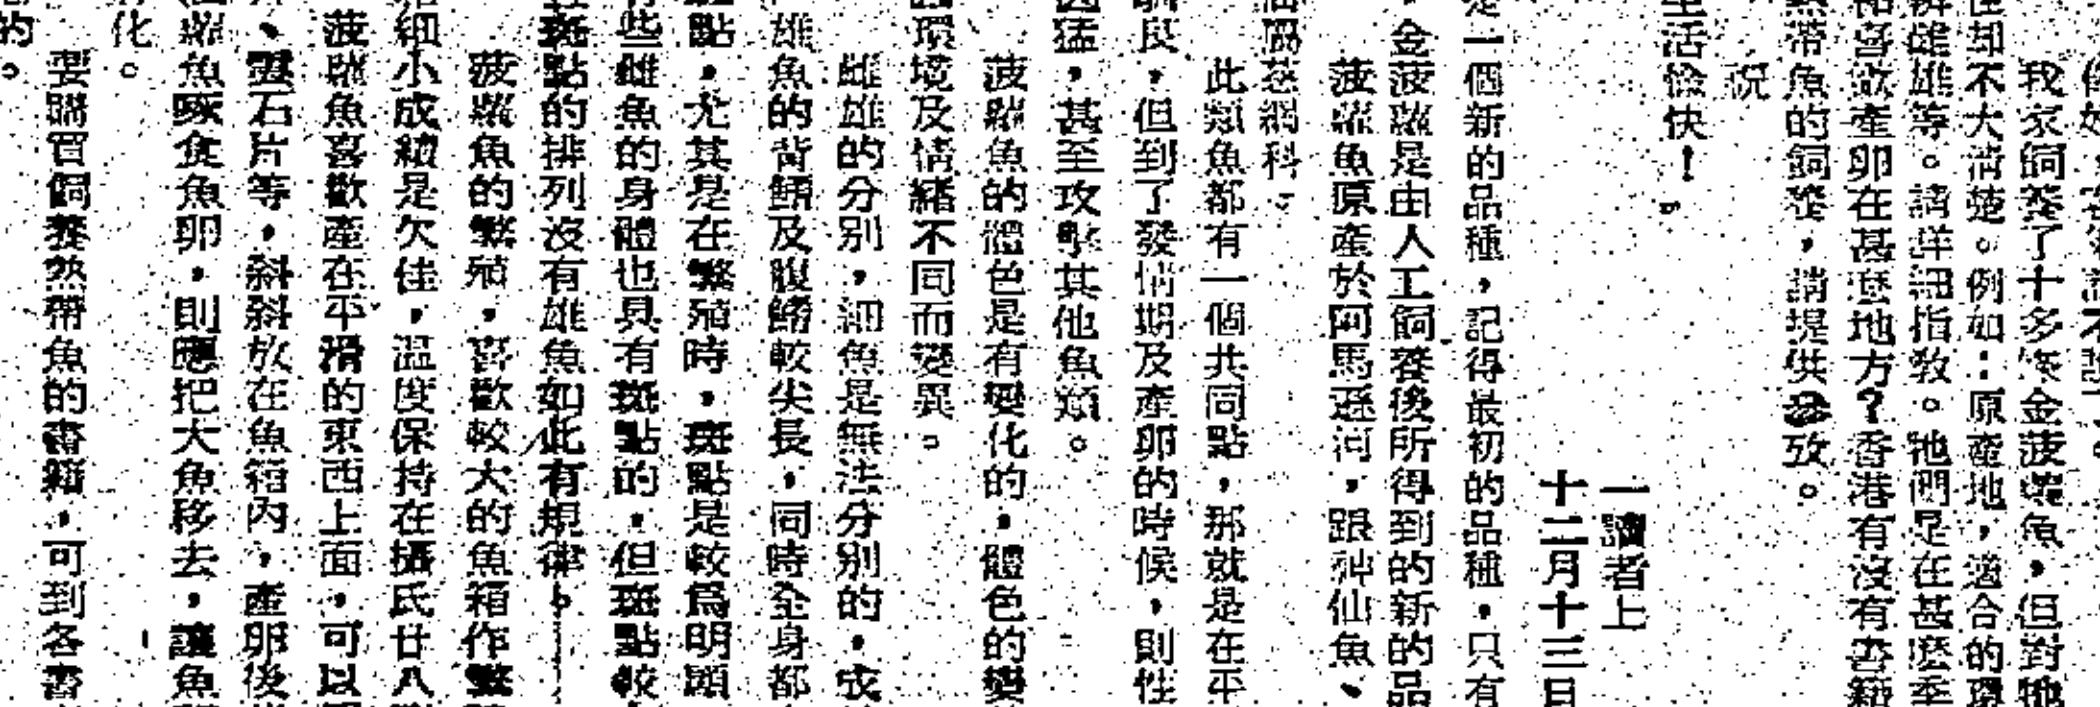 我家飼養了十多條金菠蘿魚，但對牠
却不大清楚。例如：原產地，適合的環
辨雌雄等。請詳細指敎。牠們是在甚麽季
喜歡產卵在甚麽地方？香港有沒有書籍
熱帶魚的飼養，請提供參攷。
祝
生活愉快！
一讀者上
十二月十三日
是一個新的品種，記得最初的品種，只有
，金菠蘿是由人工飼養後所得到的新的品
菠蘿魚原產於阿馬遜河，跟神仙魚、
慈鯛科。
此類魚都有一個共同點，那就是在平
馴良，但到了發情期及產卵的時候，則性
凶猛，甚至攻擊其他魚類。
菠蘿魚的體色是有變化的，體色的變
環境及情緖不同而變異。
雌雄的分别，細魚是無法分别的，成
雄魚的背鰭及腹鰭較尖長，同時全身都
斑點，尤其是在繁殖時，斑點是較爲明顯
有些雌魚的身體也具有斑點的，但斑點較
斑點的排列沒有雄魚如此有規律。
菠蘿魚的繁殖，喜歡較大的魚箱作繁
細小成績是欠佳，溫度保持在攝氏廿八
菠蘿魚喜歡產在平滑的東西上面，可以
、雲石片等，斜斜放在魚箱內，產卵後
蘿魚啄食魚卵，則應把大魚移去，讓魚
化。
要購買飼養熱帶魚的書籍，可到各書
的。